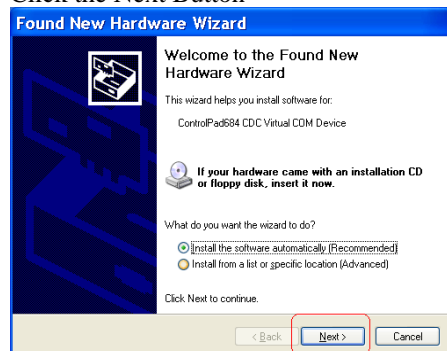 Click the Next Button
Found New Hardware Wizard
Welcome to the Found New
Hardware Wizard
This wizard helps you install software for:
ControlPad684 CDC Virtual COM Device
If your hardware came with an installation CD
or floppy disk, insert it now.
What do you want the wizard to do?
Install the software automatically (Recommended)
Install from a list or specific location (Advanced)
Click Next to continue.
< Back Next > Cancel